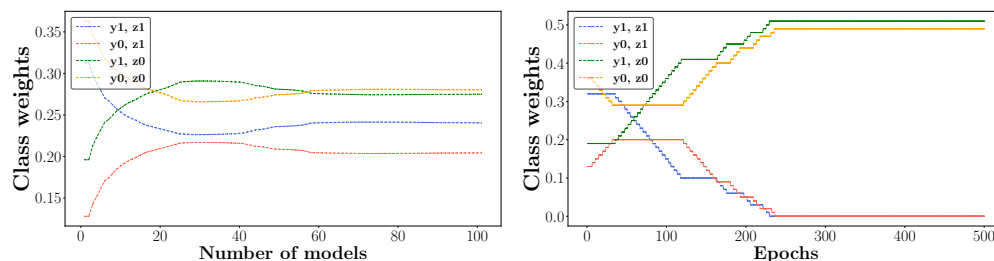 0.35
0.30
0.25
0.20
0.15
Class weights
y1, z1
y0, z1
y1, z0
y0, z0
0
20
40
60
80
100
Number of models
0.5
0.4
0.3
0.2
0.1
0.0
Class weights
y1, z1
y0, z1
y1, z0
y0, z0
0
100
200
300
400
500
Epochs